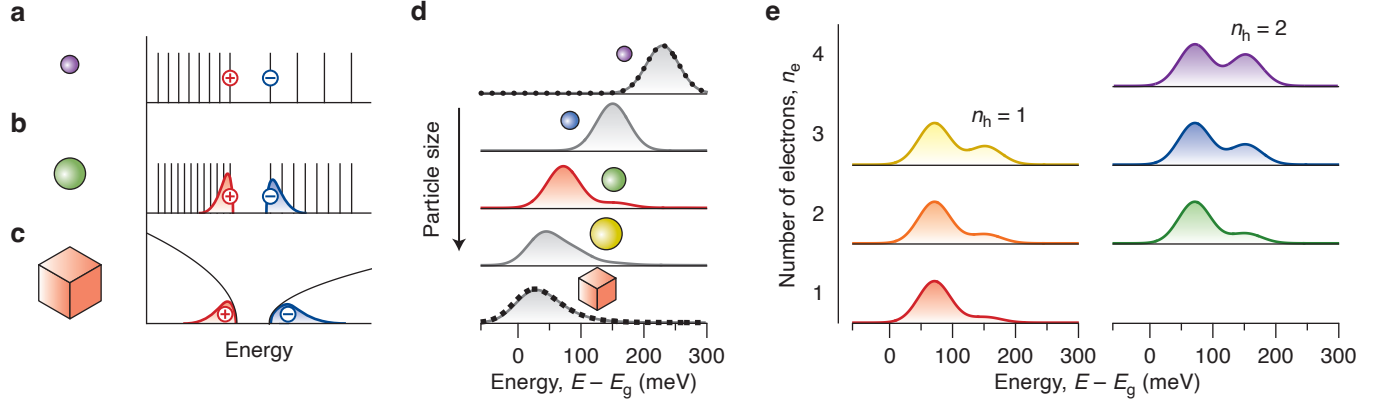 a
+
−
b
+
−
c
+
−
Energy
d
Particle size
0
100
200
300
Energy, E – Eg (meV)
e
Number of electrons, ne
4
3
2
1
nh = 1
nh = 2
0
100
200
300
0
100
200
300
Energy, E – Eg (meV)